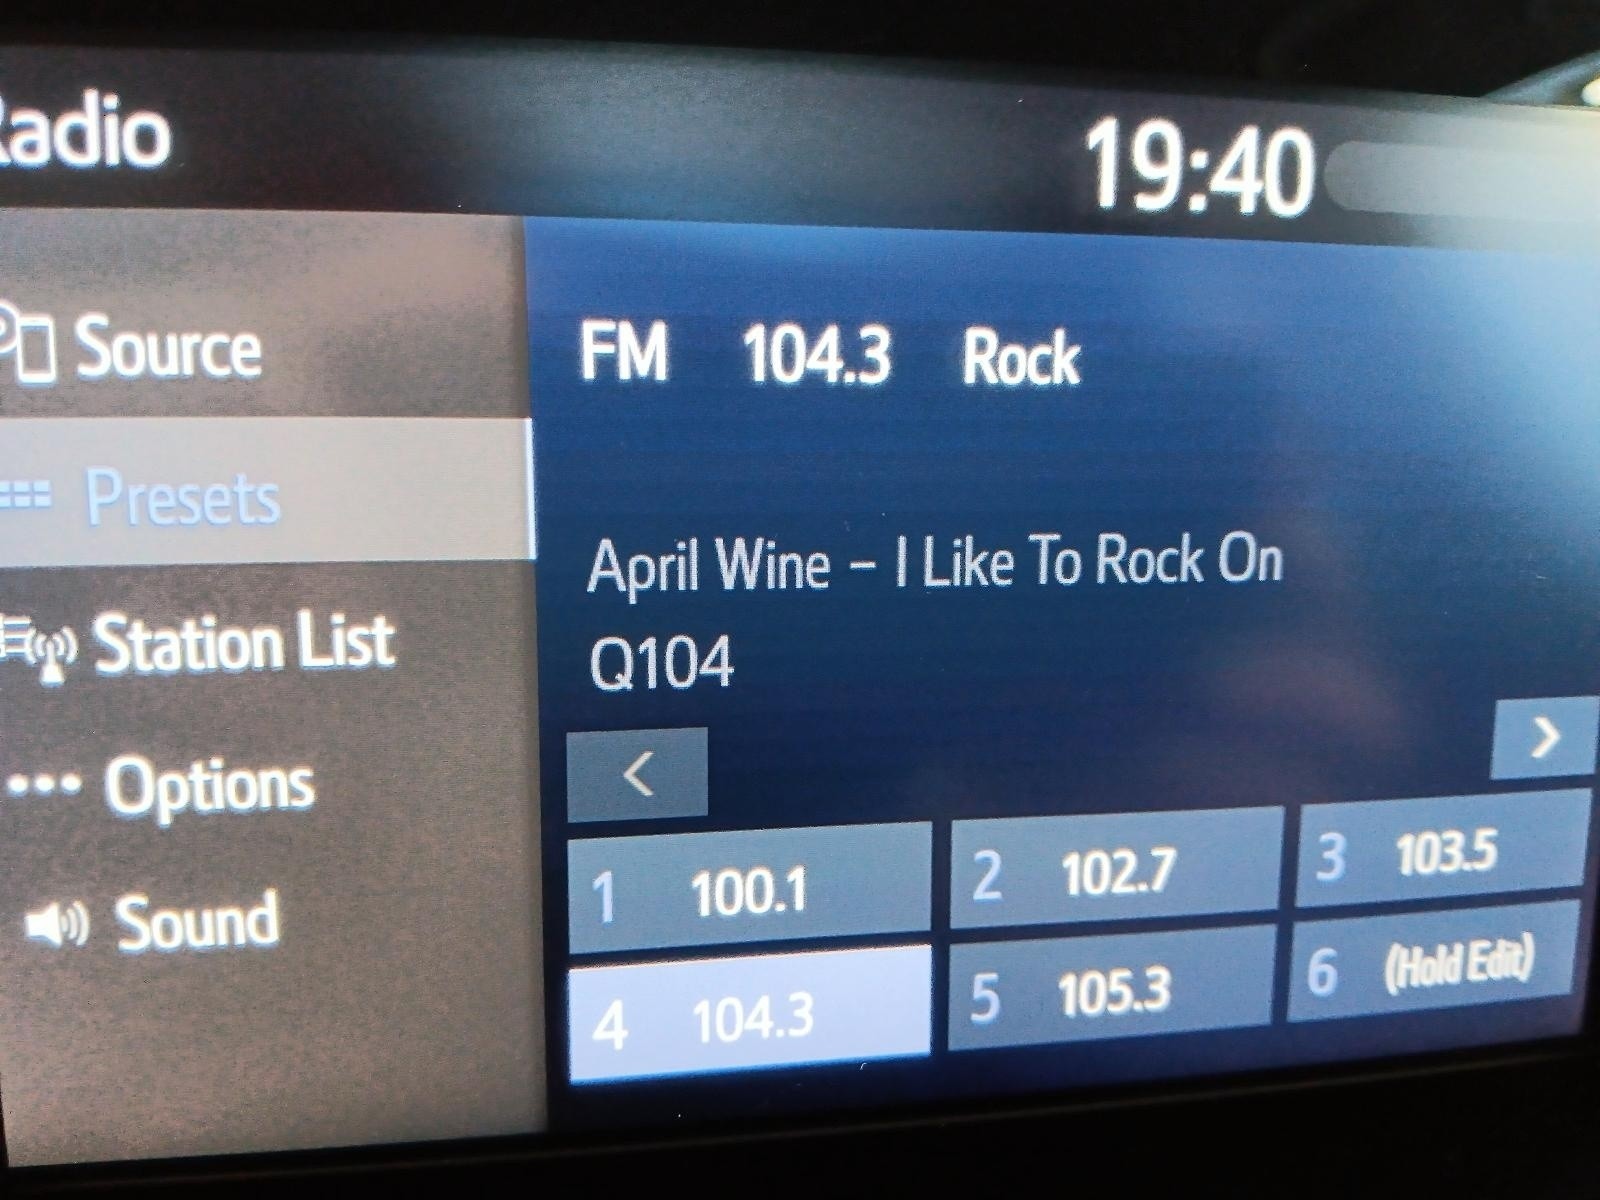 Radio
19:40
Source
Presets
Station List
Options
Sound
FM 104.3 Rock
April Wine – I Like To Rock On
Q104
<
>
1 100.1
2 102.7
3 103.5
4 104.3
5 105.3
6 (Hold Edit)